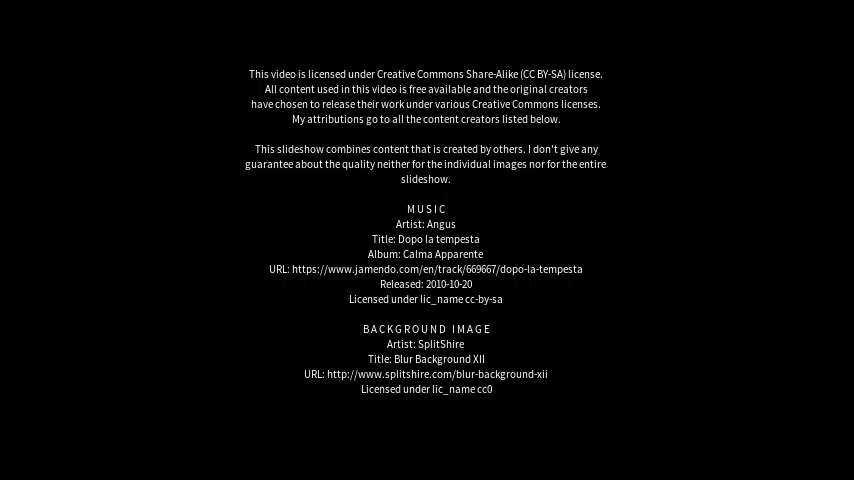 This video is licensed under Creative Commons Share-Alike (CC BY-SA) license.
All content used in this video is free available and the original creators
have chosen to release their work under various Creative Commons licenses.
My attributions go to all the content creators listed below.
This slideshow combines content that is created by others. I don't give any
guarantee about the quality neither for the individual images nor for the entire
slideshow.
MUSIC
Artist: Angus
Title: Dopo la tempesta
Album: Calma Apparente
URL: https://www.jamendo.com/en/track/669667/dopo-la-tempesta
Released: 2010-10-20
Licensed under lic_name cc-by-sa
BACKGROUND IMAGE
Artist: SplitShire
Title: Blur Background XII
URL: http://www.splitshire.com/blur-background-xii
Licensed under lic_name cc0